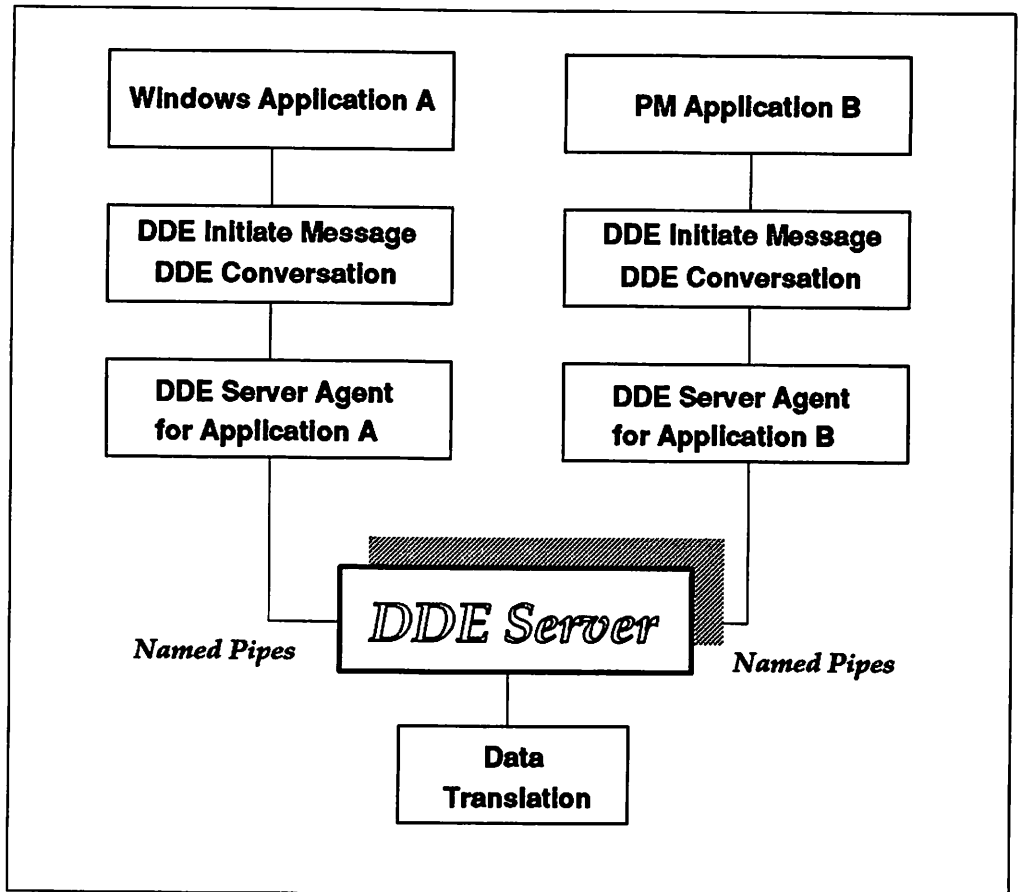 Windows Application A
PM Application B
DDE Initiate Message
DDE Conversation
DDE Initiate Message
DDE Conversation
DDE Server Agent
for Application A
DDE Server Agent
for Application B
DDE Server
Named Pipes
Named Pipes
Data
Translation